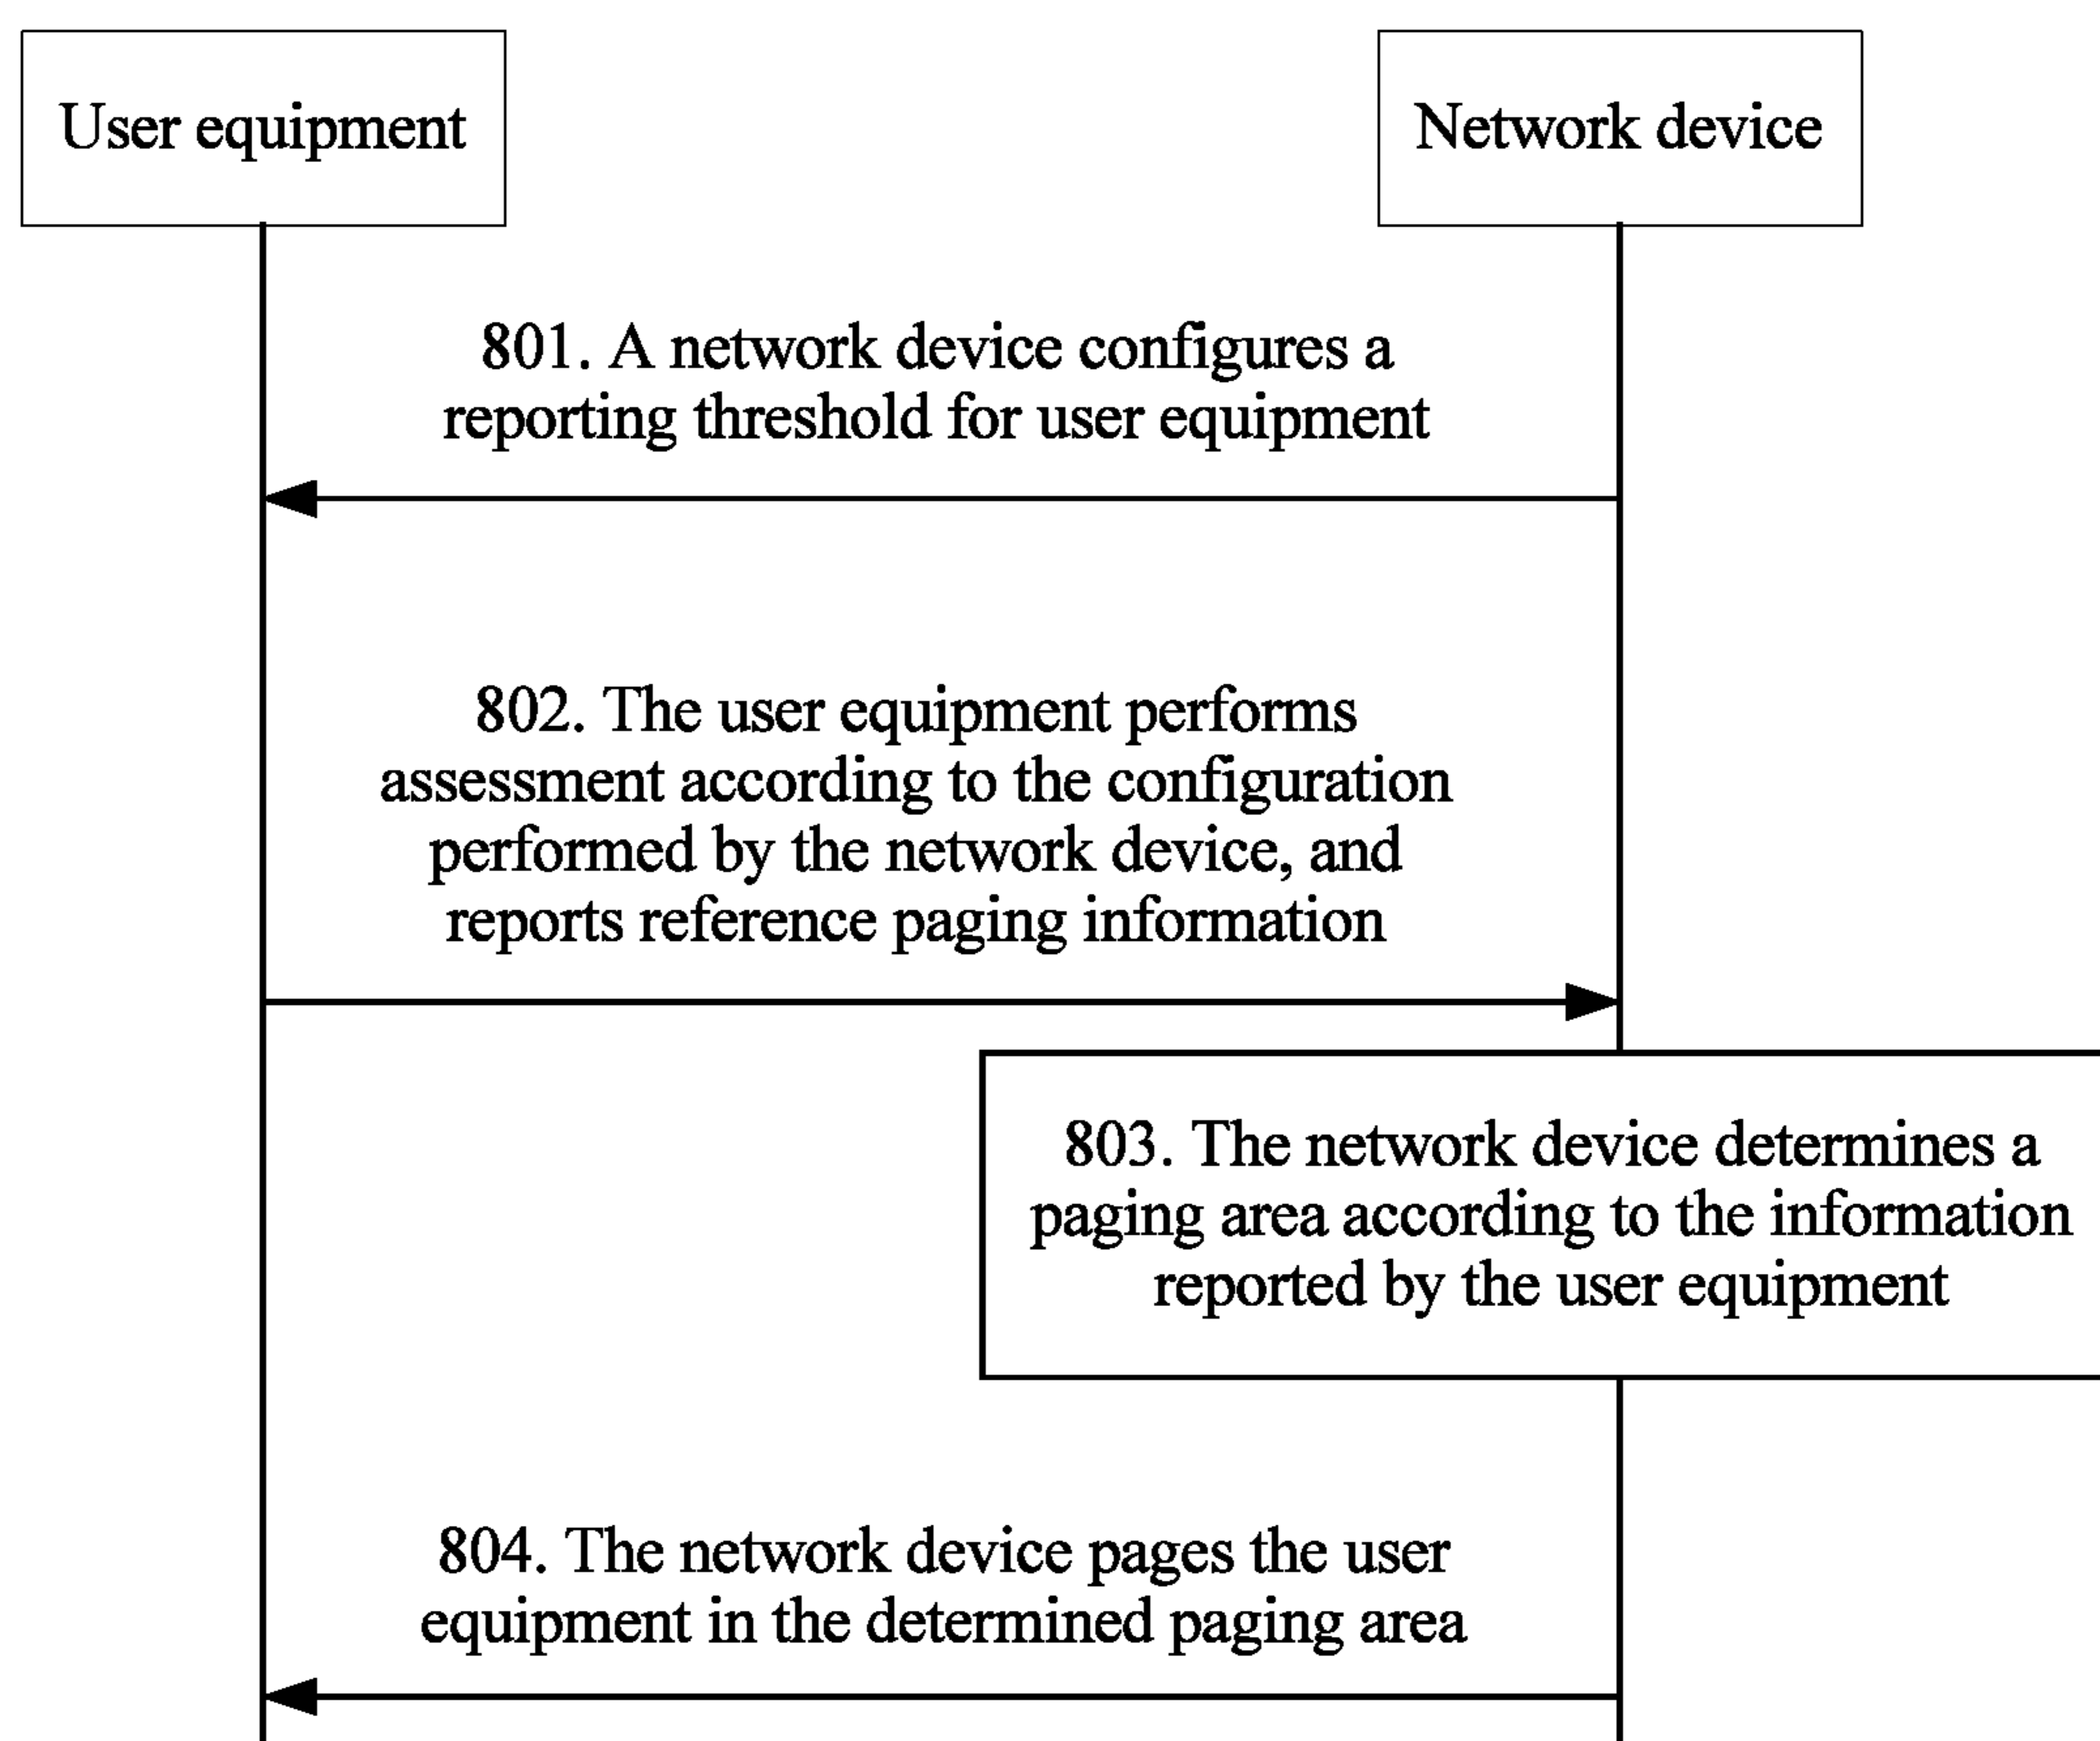 User equipment
Network device
801. A network device configures a
reporting threshold for user equipment
802. The user equipment performs
assessment according to the configuration
performed by the network device, and
reports reference paging information
803. The network device determines a
paging area according to the information
reported by the user equipment
804. The network device pages the user
equipment in the determined paging area